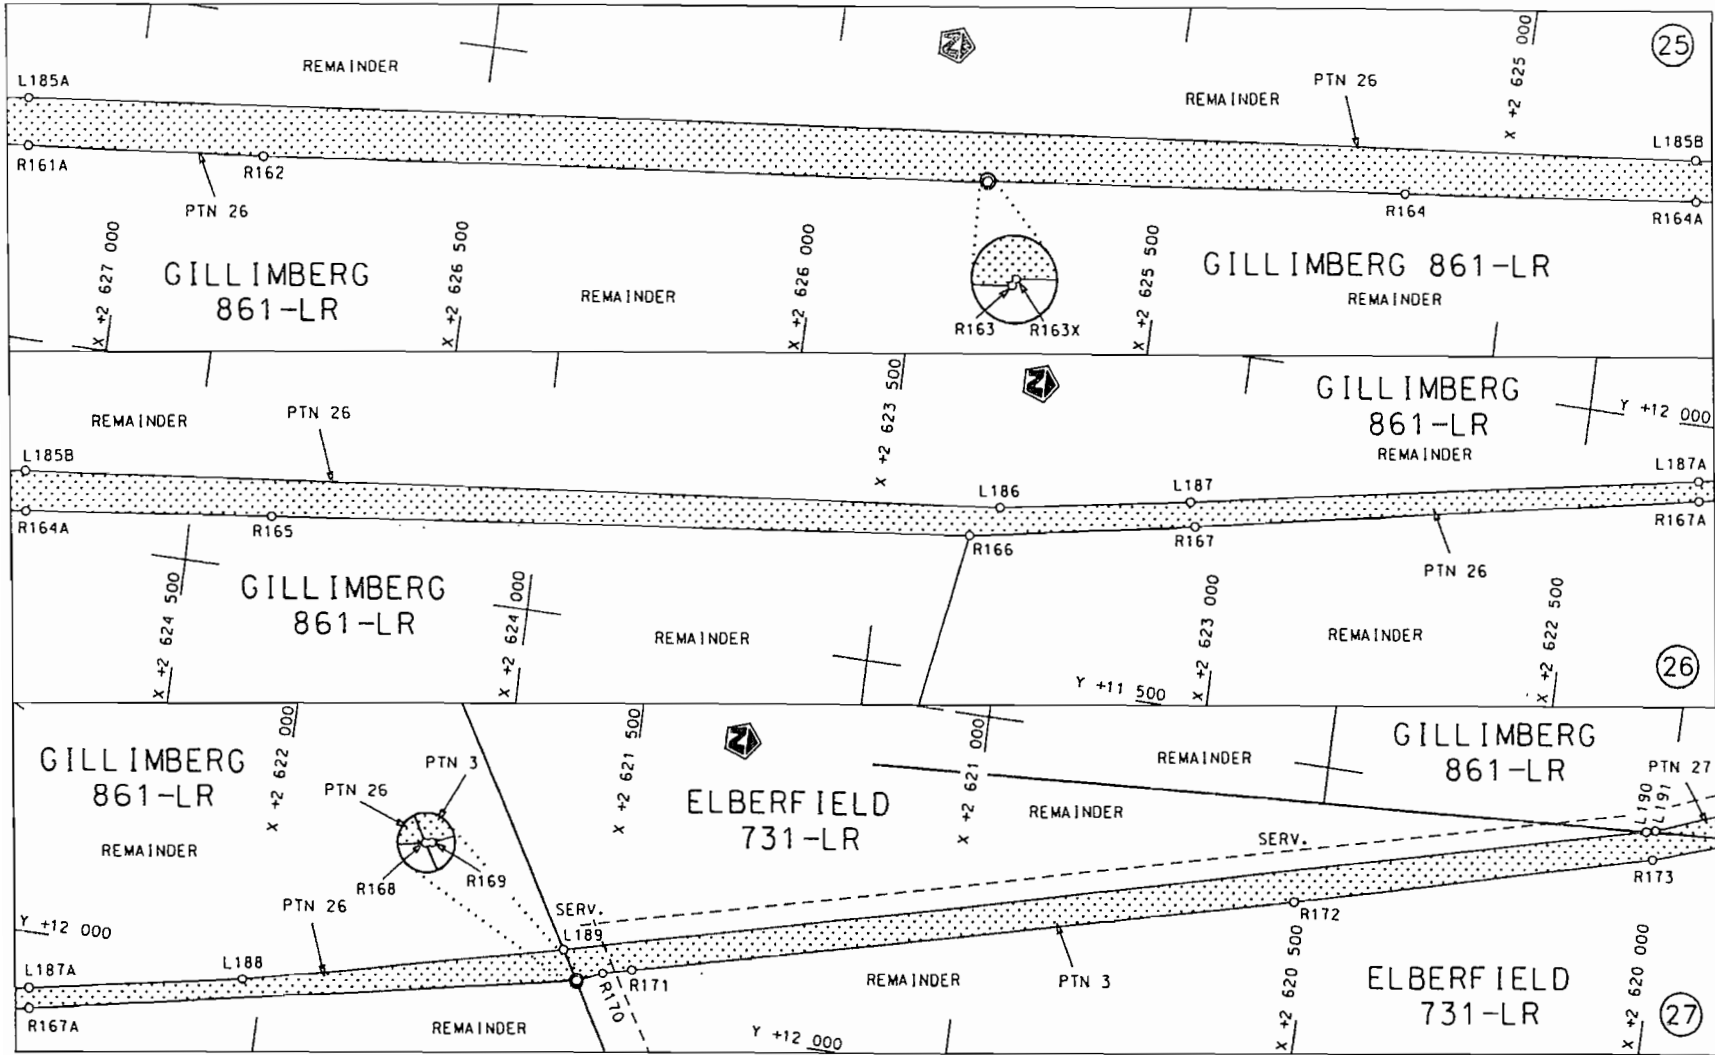 25
X +2 625 000
REMAINDER
PTN 26
L185A
REMAINDER
L185B
R161A
R162
PTN 26
R164
R164A
X +2 627 000
GILLIMBERG
861-LR
X +2 626 500
REMAINDER
X +2 626 000
R163
R163X
X +2 625 500
GILLIMBERG 861-LR
REMAINDER
X +2 623 500
GILLIMBERG
861-LR
REMAINDER
Y +12 000
REMAINDER
PTN 26
L185B
L186
L187
L187A
R164A
R165
R166
R167
R167A
PTN 26
X +2 624 500
GILLIMBERG
861-LR
X +2 624 000
REMAINDER
X +2 623 000
REMAINDER
X +2 622 500
Y +11 500
26
GILLIMBERG
861-LR
X +2 622 000
PTN 3
PTN 26
X +2 621 500
ELBERFIELD
731-LR
X +2 621 000
REMAINDER
GILLIMBERG
861-LR
PTN 27
REMAINDER
L190
L191
SERV.
REMAINDER
R168
R169
PTN 26
SERV.
L189
R173
R172
Y +12 000
L187A
L188
R171
R170
REMAINDER
PTN 3
X +2 620 500
ELBERFIELD
731-LR
X +2 620 000
R167A
REMAINDER
Y +12 000
27